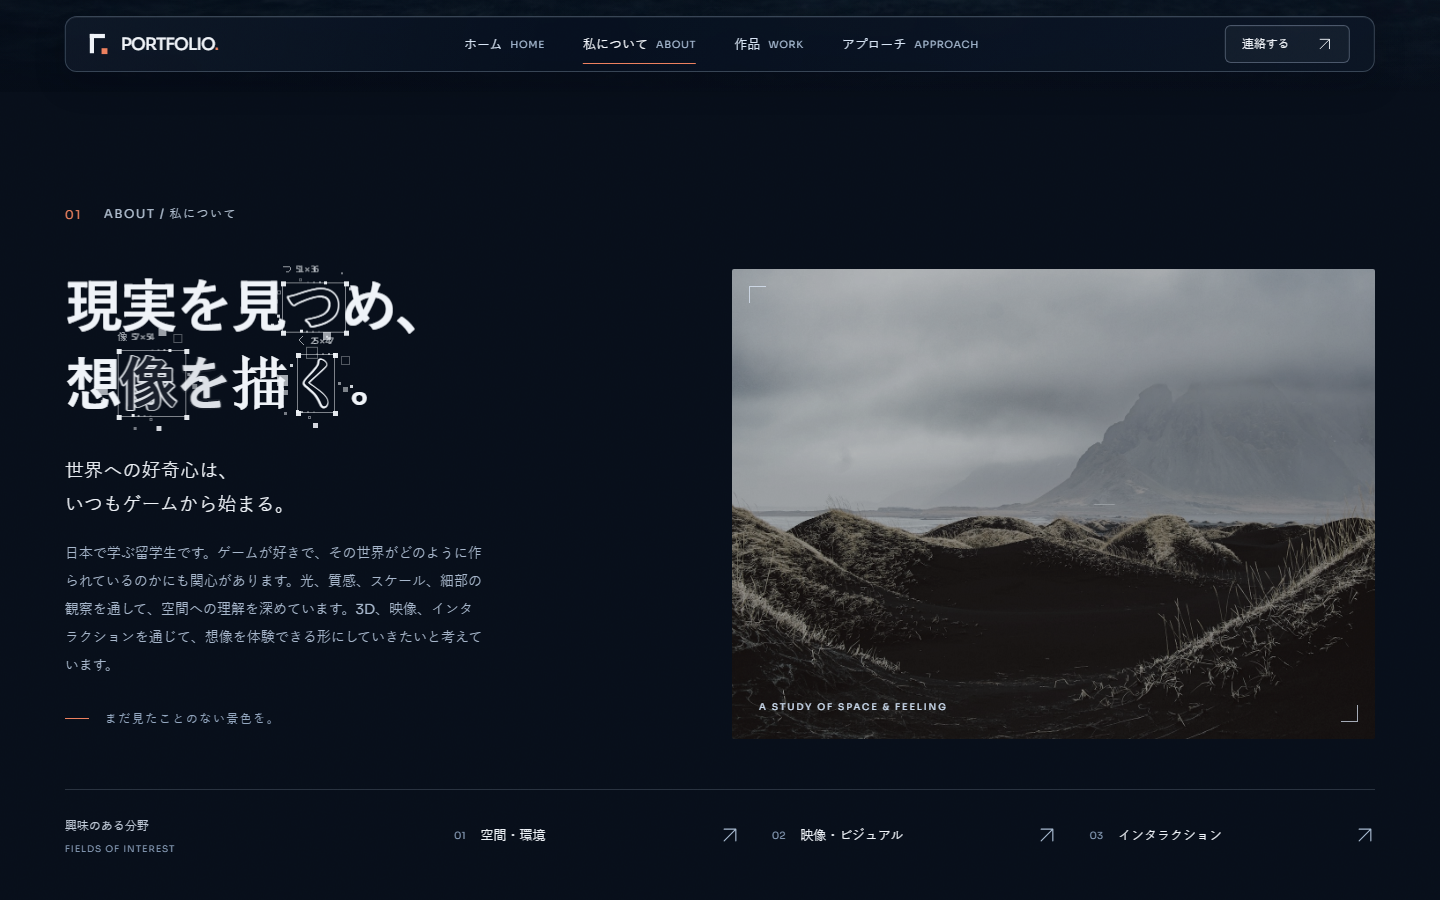 PORTFOLIO.
ホーム HOME
私について ABOUT
作品 WORK
アプローチ APPROACH
連絡する
01 ABOUT / 私について
つ 51×36
現実を見つめ、
像 57×51
く 25×47
想像を描く。
世界への好奇心は、
いつもゲームから始まる。
日本で学ぶ留学生です。ゲームが好きで、その世界がどのように作
られているのかにも関心があります。光、質感、スケール、細部の
観察を通して、空間への理解を深めています。3D、映像、インタ
ラクションを通じて、想像を体験できる形にしていきたいと考えて
います。
まだ見たことのない景色を。
A STUDY OF SPACE & FEELING
興味のある分野
FIELDS OF INTEREST
01 空間・環境
02 映像・ビジュアル
03 インタラクション